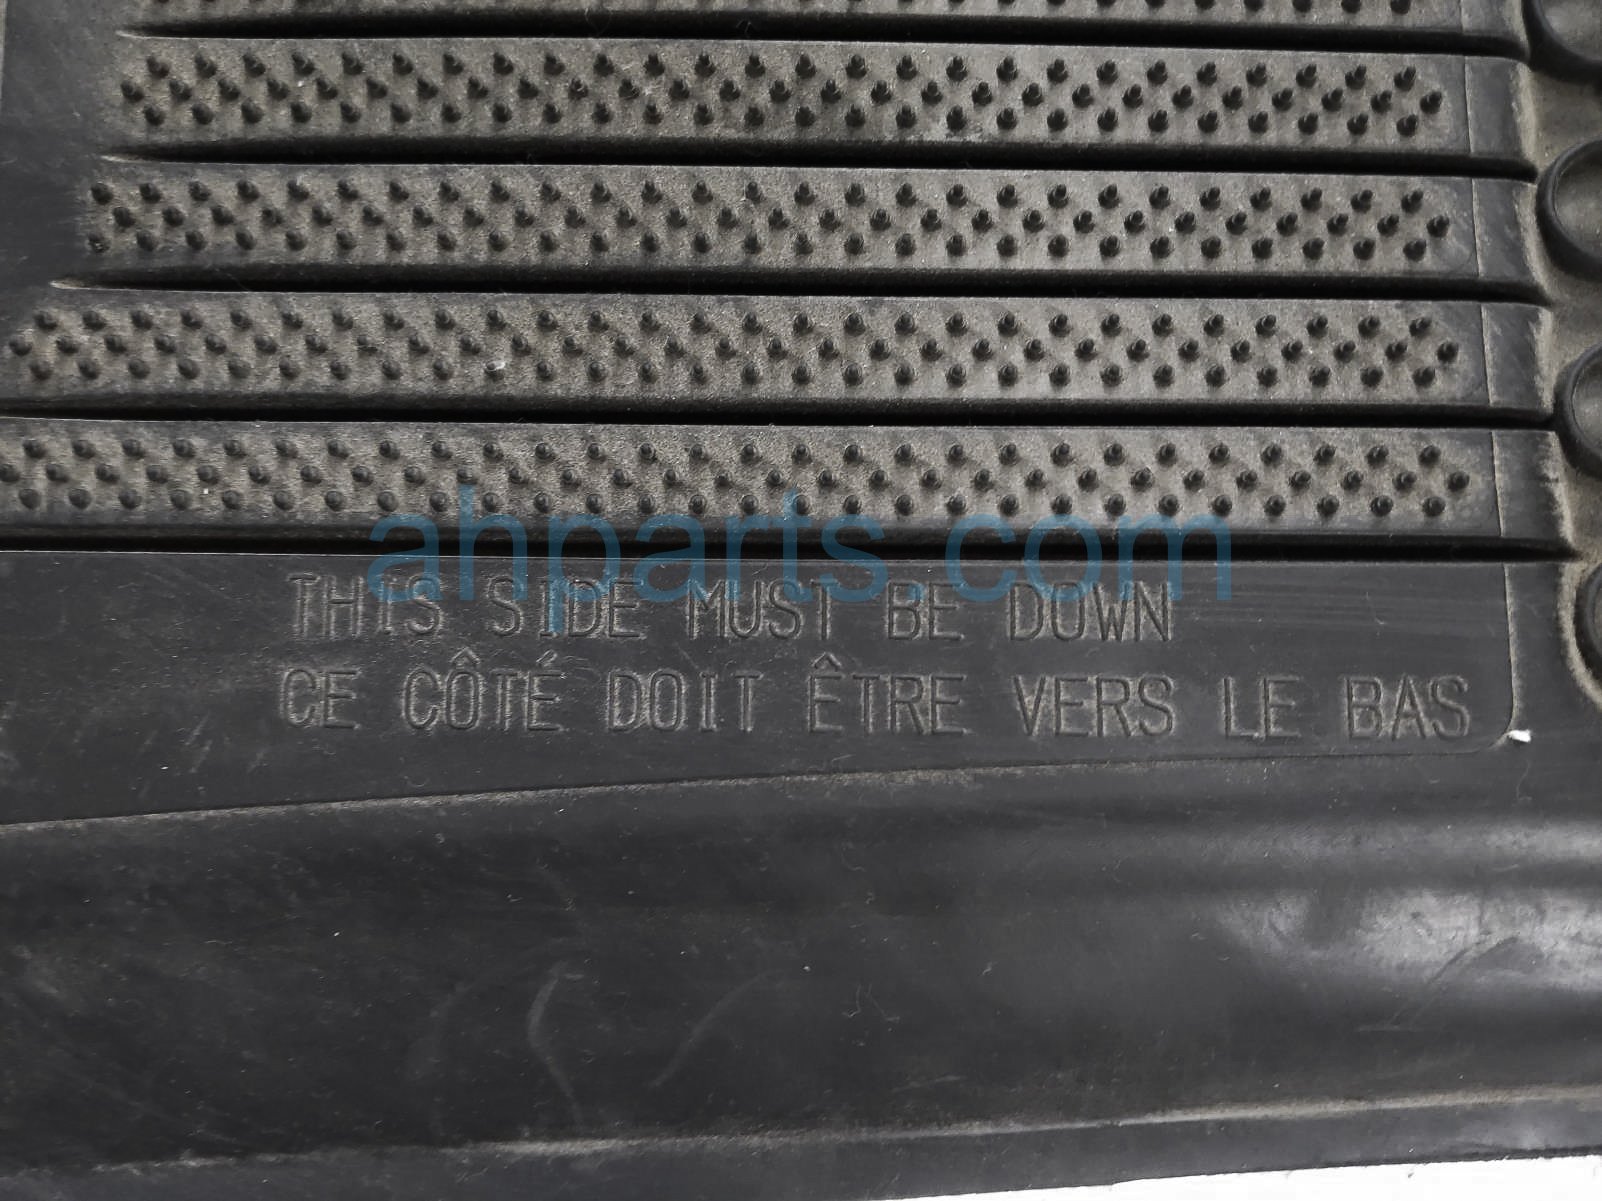 ahparts.com
THIS SIDE MUST BE DOWN
CE CÔTÉ DOIT ÊTRE VERS LE BAS